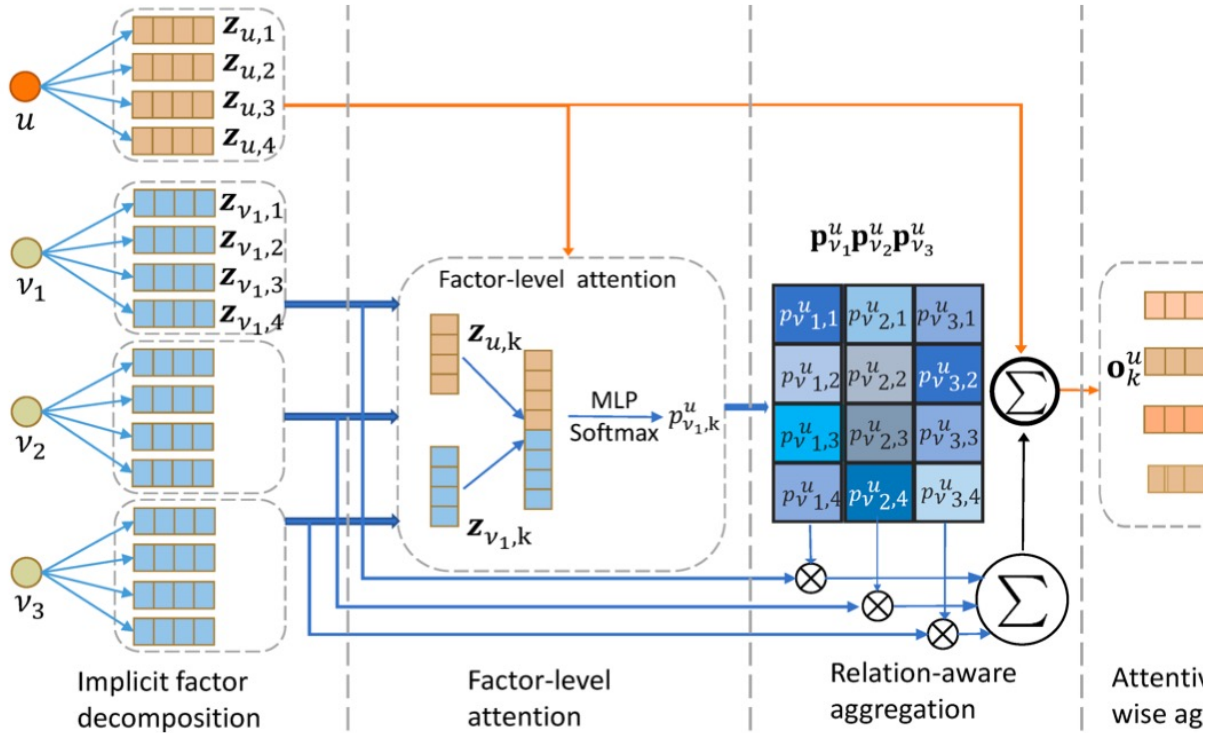 u
z_{u,1}
z_{u,2}
z_{u,3}
z_{u,4}
v_1
z_{v_1,1}
z_{v_1,2}
z_{v_1,3}
z_{v_1,4}
v_2
v_3
Factor-level attention
z_{u,k}
z_{v_1,k}
MLP
Softmax
p^u_{v_1,k}
p^u_{v_1} p^u_{v_2} p^u_{v_3}
p^u_{v_1,1} p^u_{v_2,1} p^u_{v_3,1}
p^u_{v_1,2} p^u_{v_2,2} p^u_{v_3,2}
p^u_{v_1,3} p^u_{v_2,3} p^u_{v_3,3}
p^u_{v_1,4} p^u_{v_2,4} p^u_{v_3,4}
Σ
Σ
o^u_k
Implicit factor
decomposition
Factor-level
attention
Relation-aware
aggregation
Attentiv
wise ag